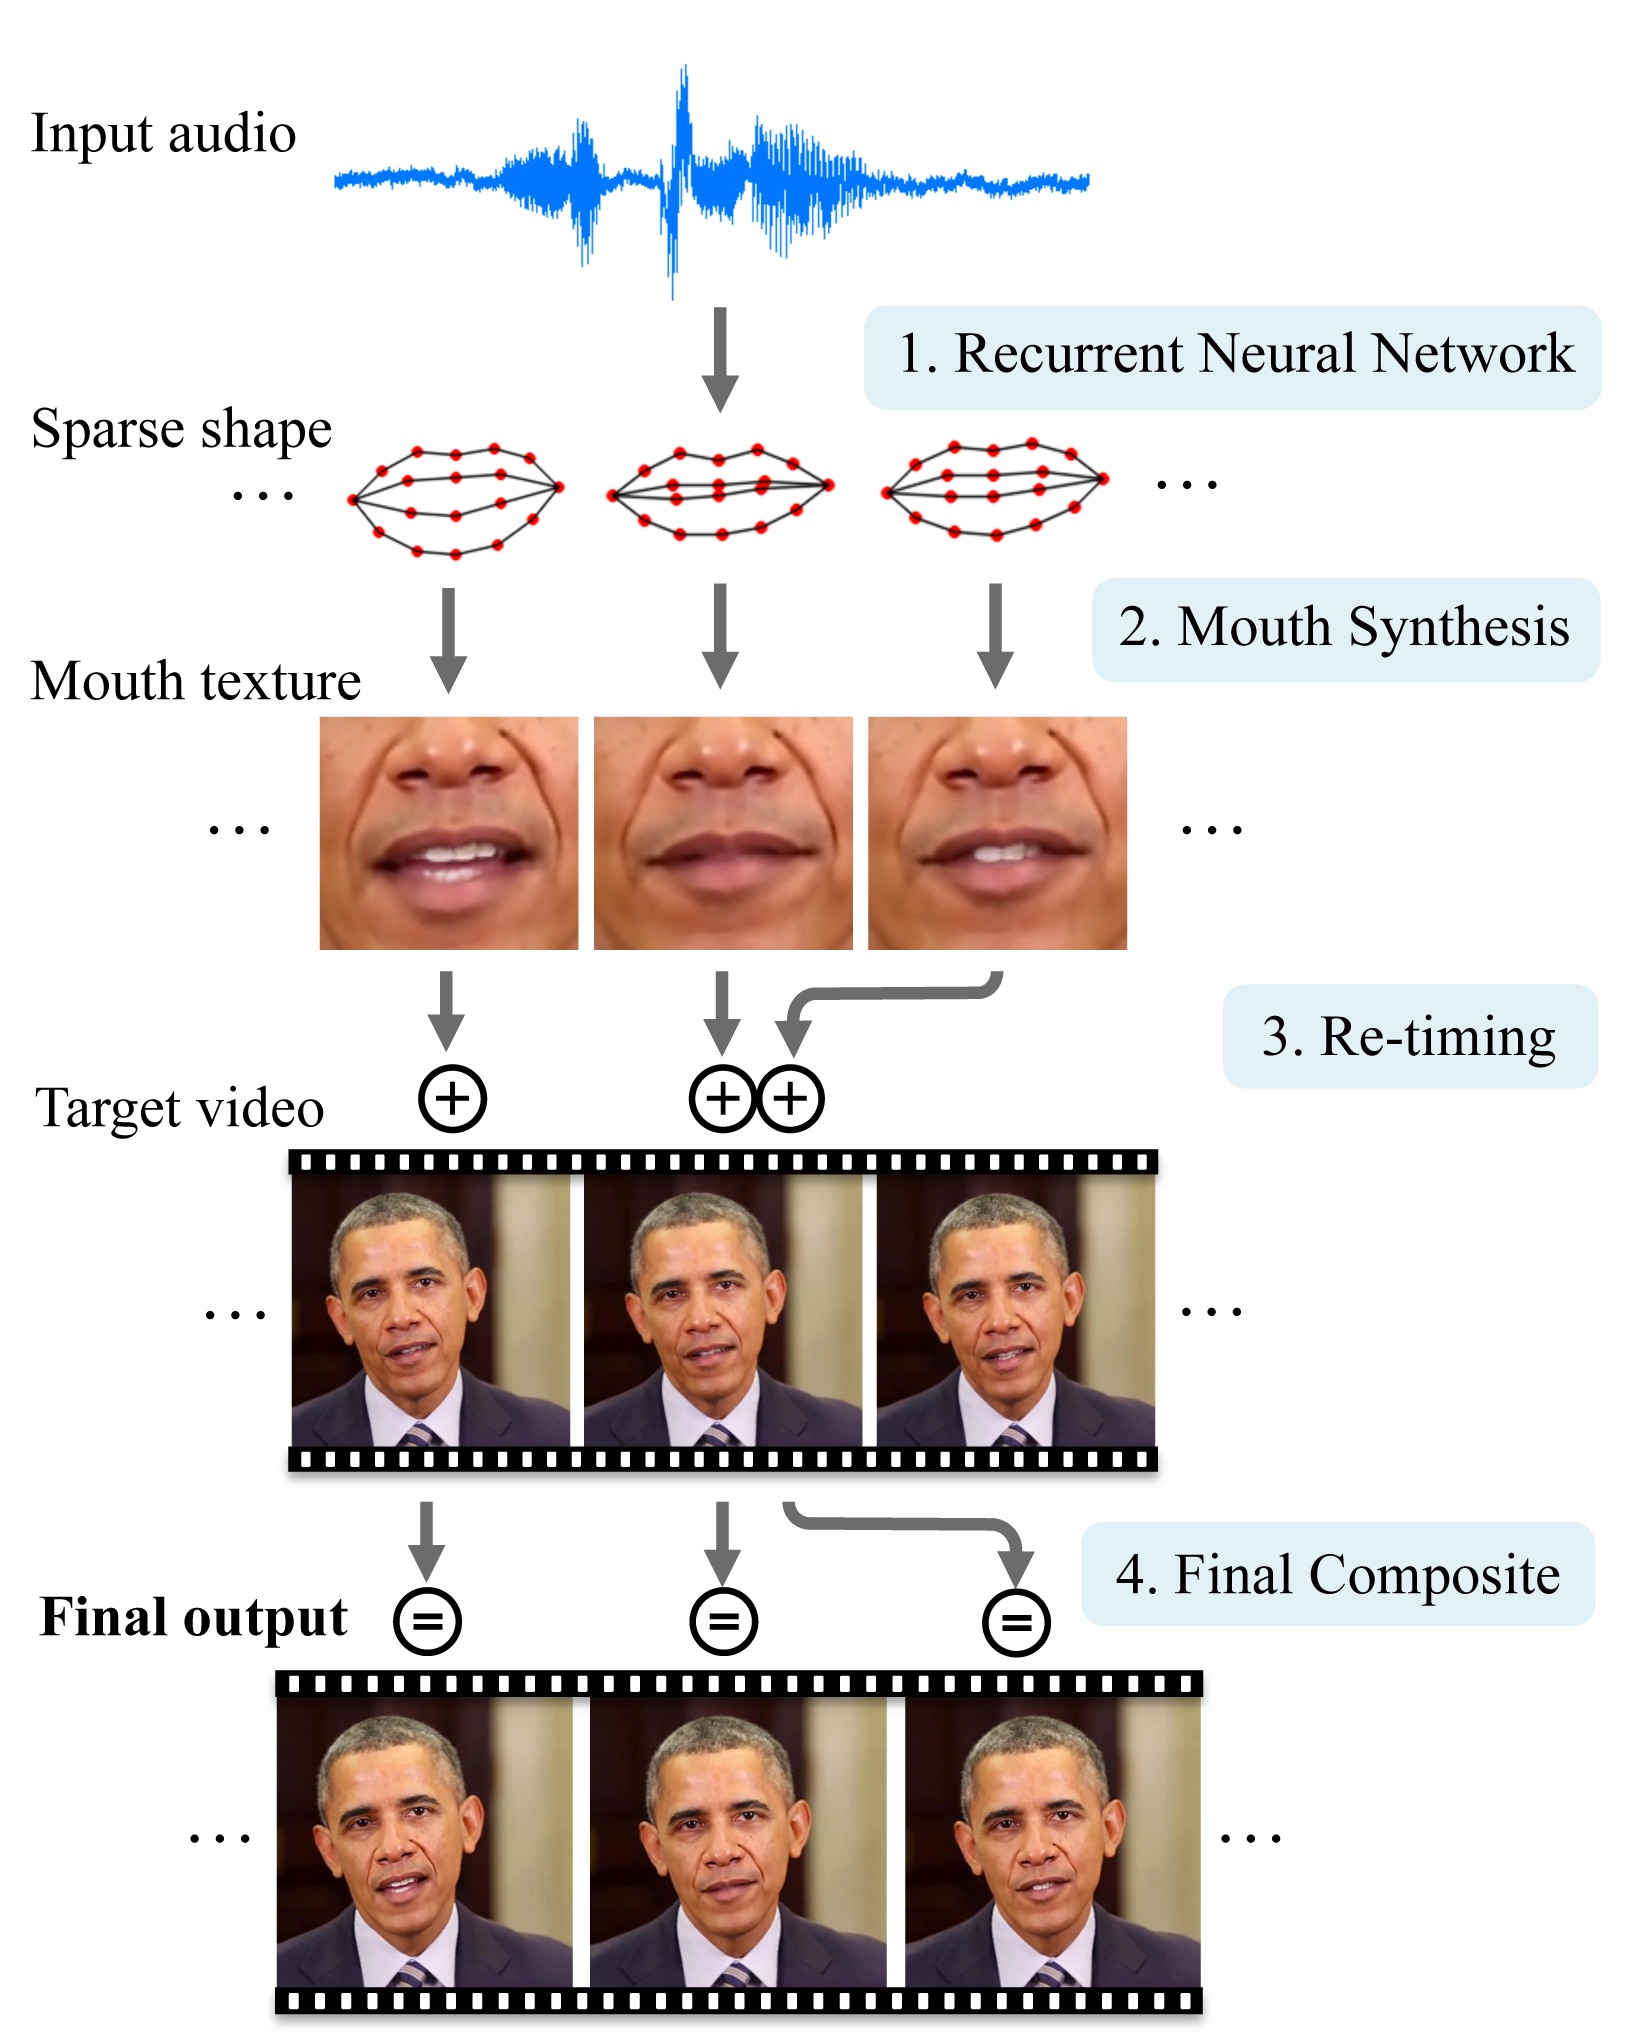 Input audio
1. Recurrent Neural Network
Sparse shape
...
...
2. Mouth Synthesis
Mouth texture
...
...
3. Re-timing
Target video
...
...
4. Final Composite
Final output
...
...